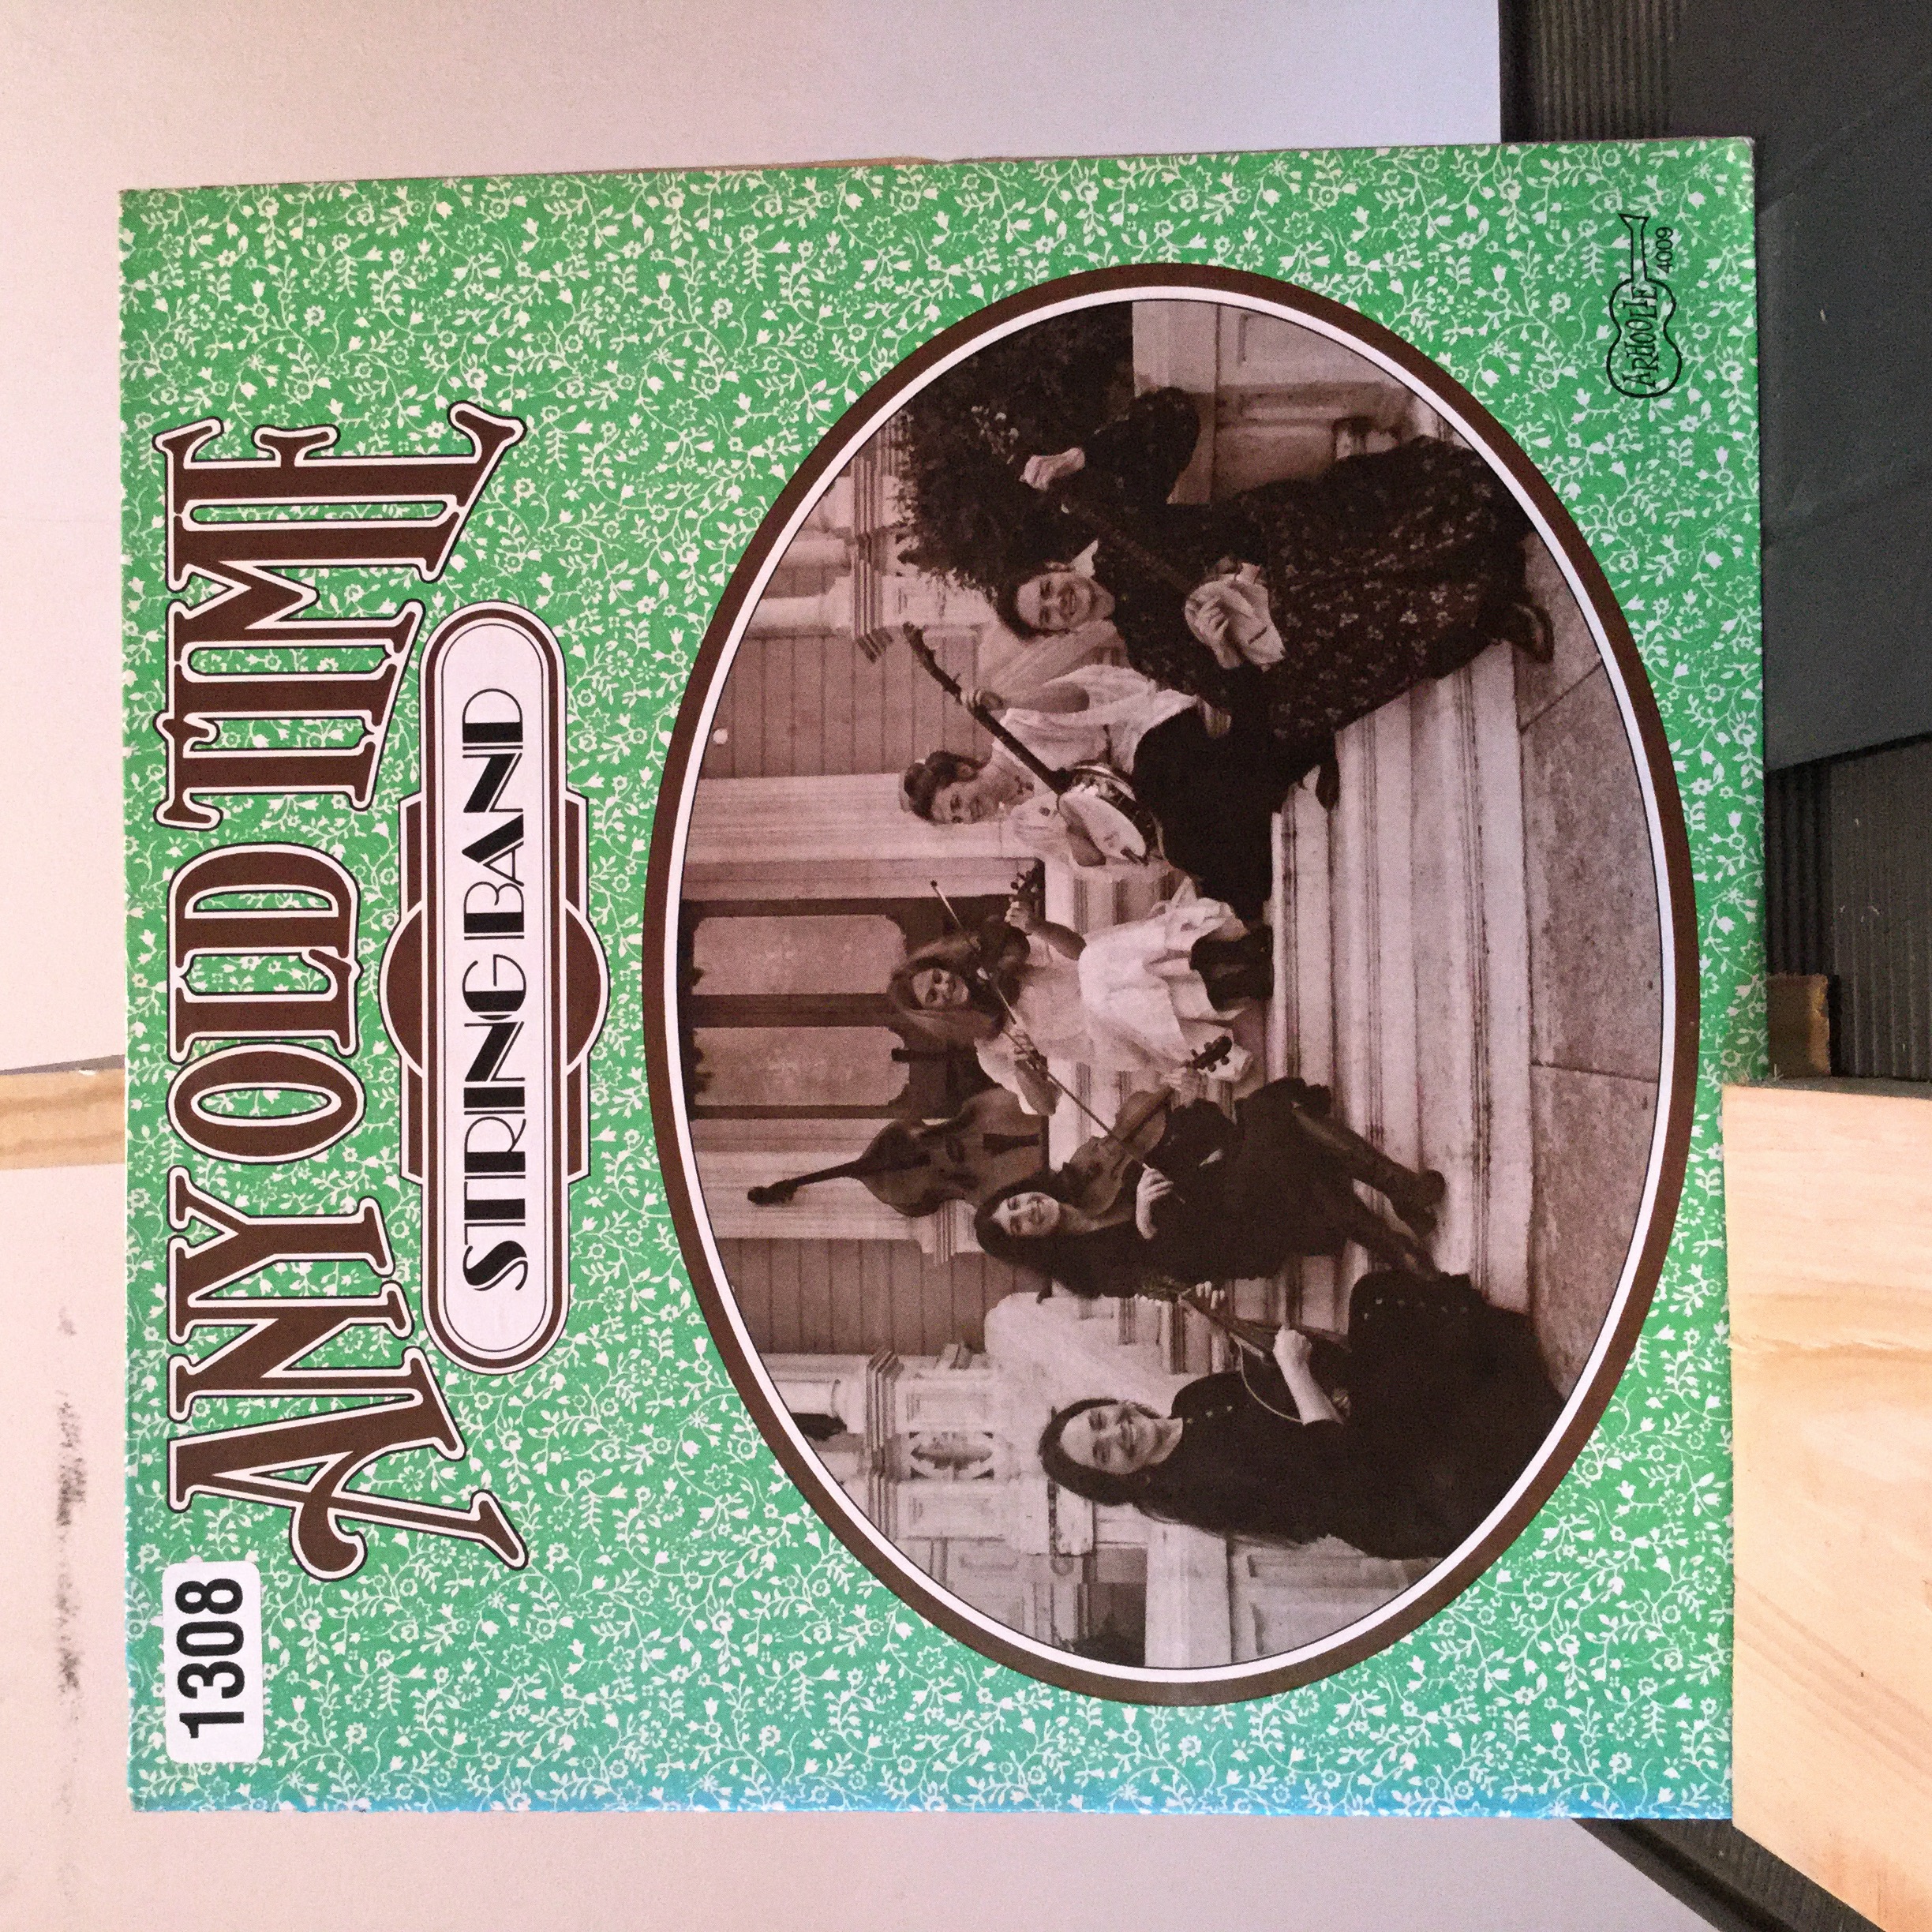 1308
ANY OLD TIME
STRING BAND
ARHOOLIE
4009